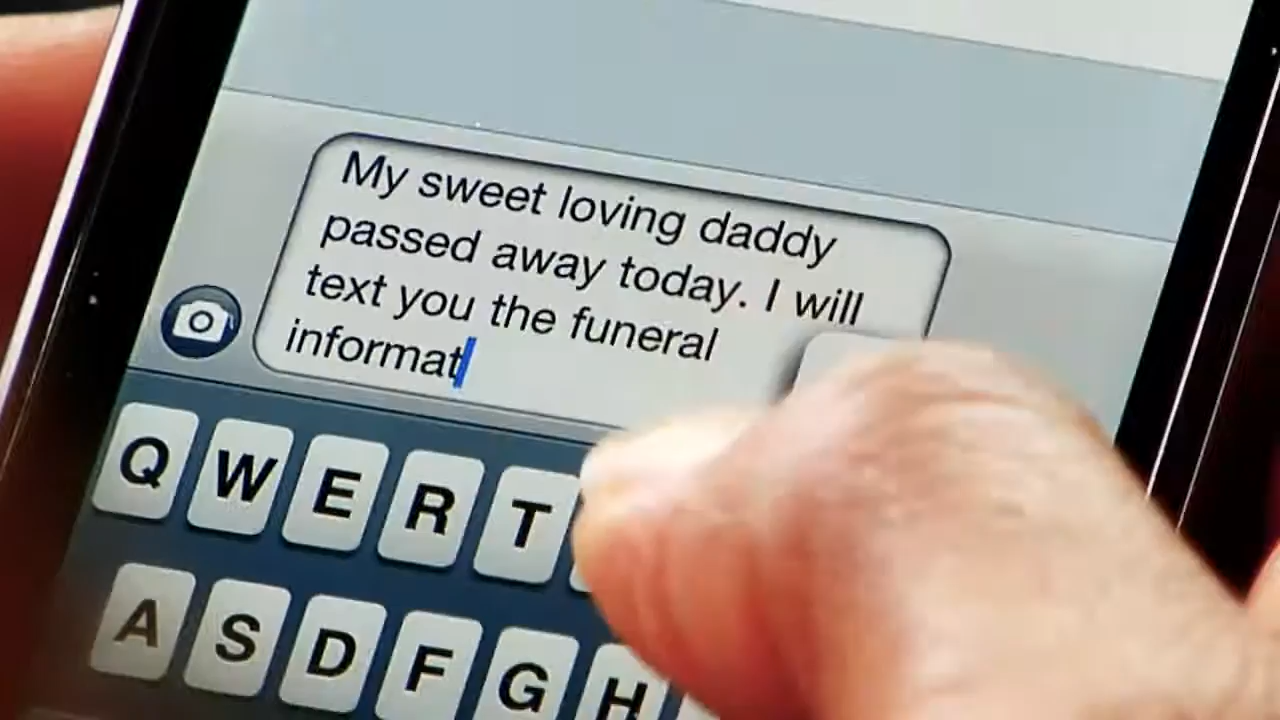 My sweet loving daddy
passed away today. I will
text you the funeral
informat
Q W E R T
A S D F G H